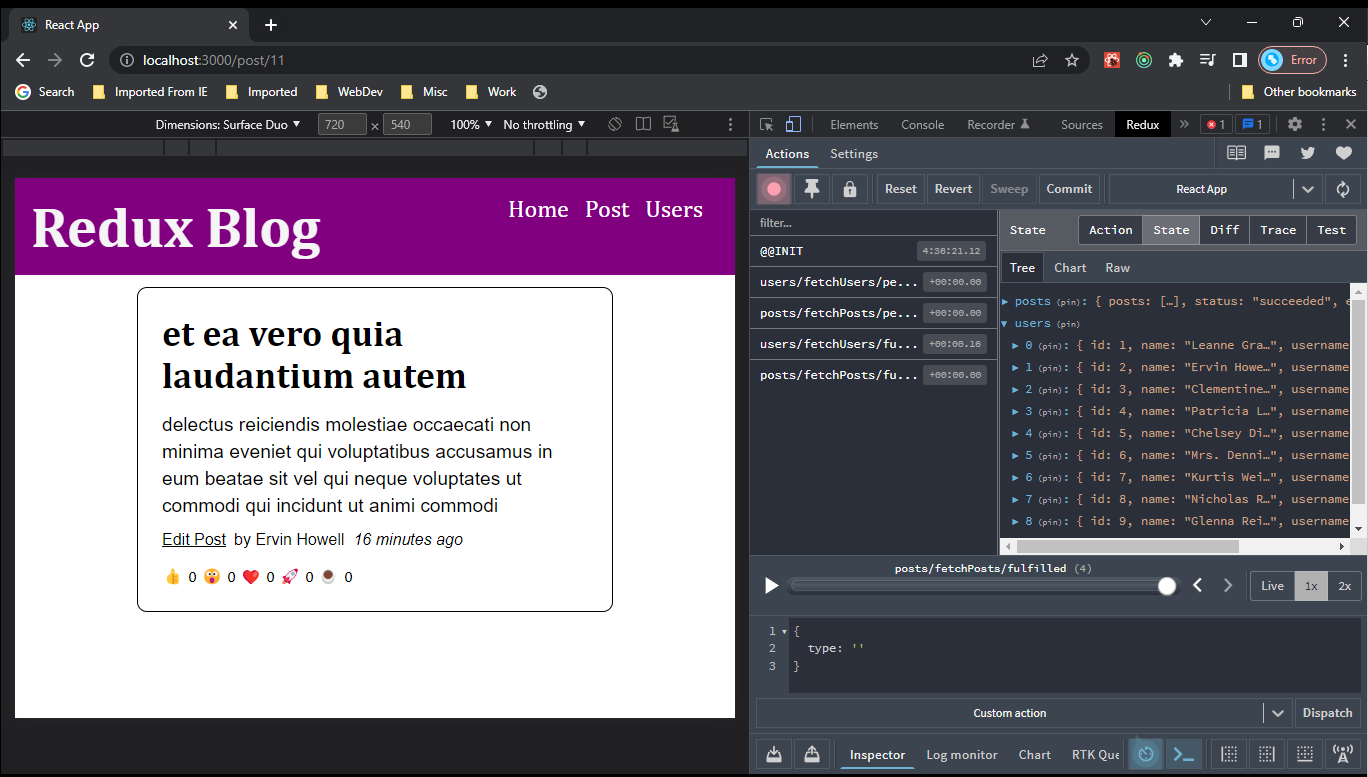 React App
localhost:3000/post/11
Error
Search Imported From IE Imported WebDev Misc Work Other bookmarks
Dimensions: Surface Duo 720 x 540 100% No throttling
Elements Console Recorder Sources Redux 1 1
Actions Settings
Reset Revert Sweep Commit React App
Redux Blog
Home Post Users
et ea vero quia
laudantium autem
delectus reiciendis molestiae occaecati non
minima eveniet qui voluptatibus accusamus in
eum beatae sit vel qui neque voluptates ut
commodi qui incidunt ut animi commodi
Edit Post by Ervin Howell 16 minutes ago
0 0 0 0 0
filter...
@@INIT 4:36:21.12
users/fetchUsers/pe... +00:00.00
posts/fetchPosts/pe... +00:00.00
users/fetchUsers/fu... +00:00.16
posts/fetchPosts/fu... +00:00.00
State Action State Diff Trace Test
Tree Chart Raw
posts (pin): { posts: […], status: "succeeded", e
users (pin)
0 (pin): { id: 1, name: "Leanne Gra…", username
1 (pin): { id: 2, name: "Ervin Howe…", username
2 (pin): { id: 3, name: "Clementine…", username
3 (pin): { id: 4, name: "Patricia L…", username
4 (pin): { id: 5, name: "Chelsey Di…", username
5 (pin): { id: 6, name: "Mrs. Denni…", username
6 (pin): { id: 7, name: "Kurtis Wei…", username
7 (pin): { id: 8, name: "Nicholas R…", username
8 (pin): { id: 9, name: "Glenna Rei…", username
posts/fetchPosts/fulfilled (4)
Live 1x 2x
1 {
2 type: ''
3 }
Custom action Dispatch
Inspector Log monitor Chart RTK Que